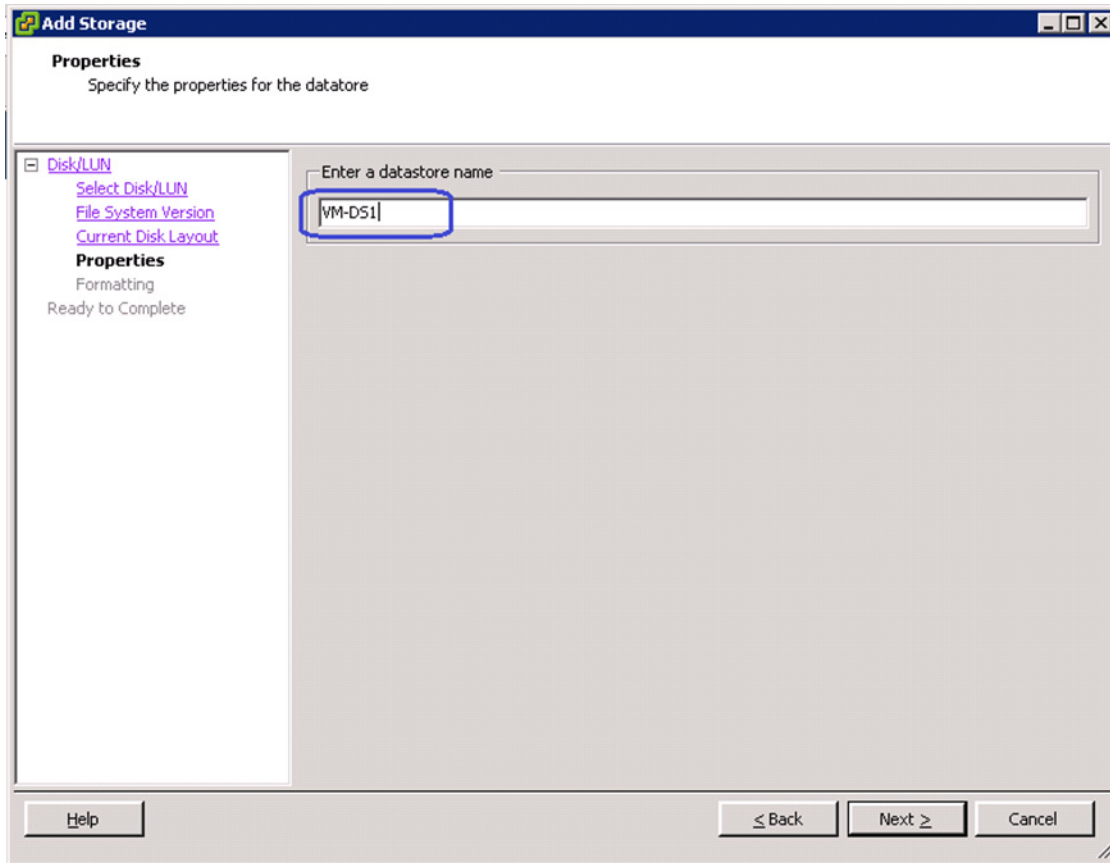 Add Storage
Properties
Specify the properties for the datatore
Disk/LUN
Select Disk/LUN
File System Version
Current Disk Layout
Properties
Formatting
Ready to Complete
Enter a datastore name
VM-DS1
Help
< Back
Next >
Cancel